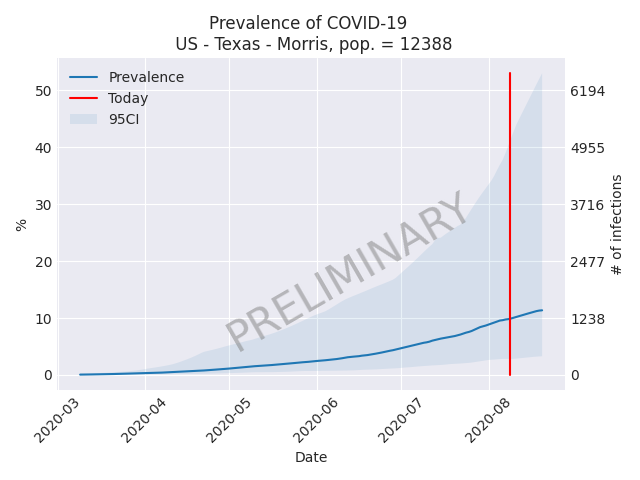 Prevalence of COVID-19
US - Texas - Morris, pop. = 12388
Prevalence
Today
95CI
PRELIMINARY
%
50
40
30
20
10
0
6194
4955
3716
2477
1238
0
# of infections
2020-03
2020-04
2020-05
2020-06
2020-07
2020-08
Date